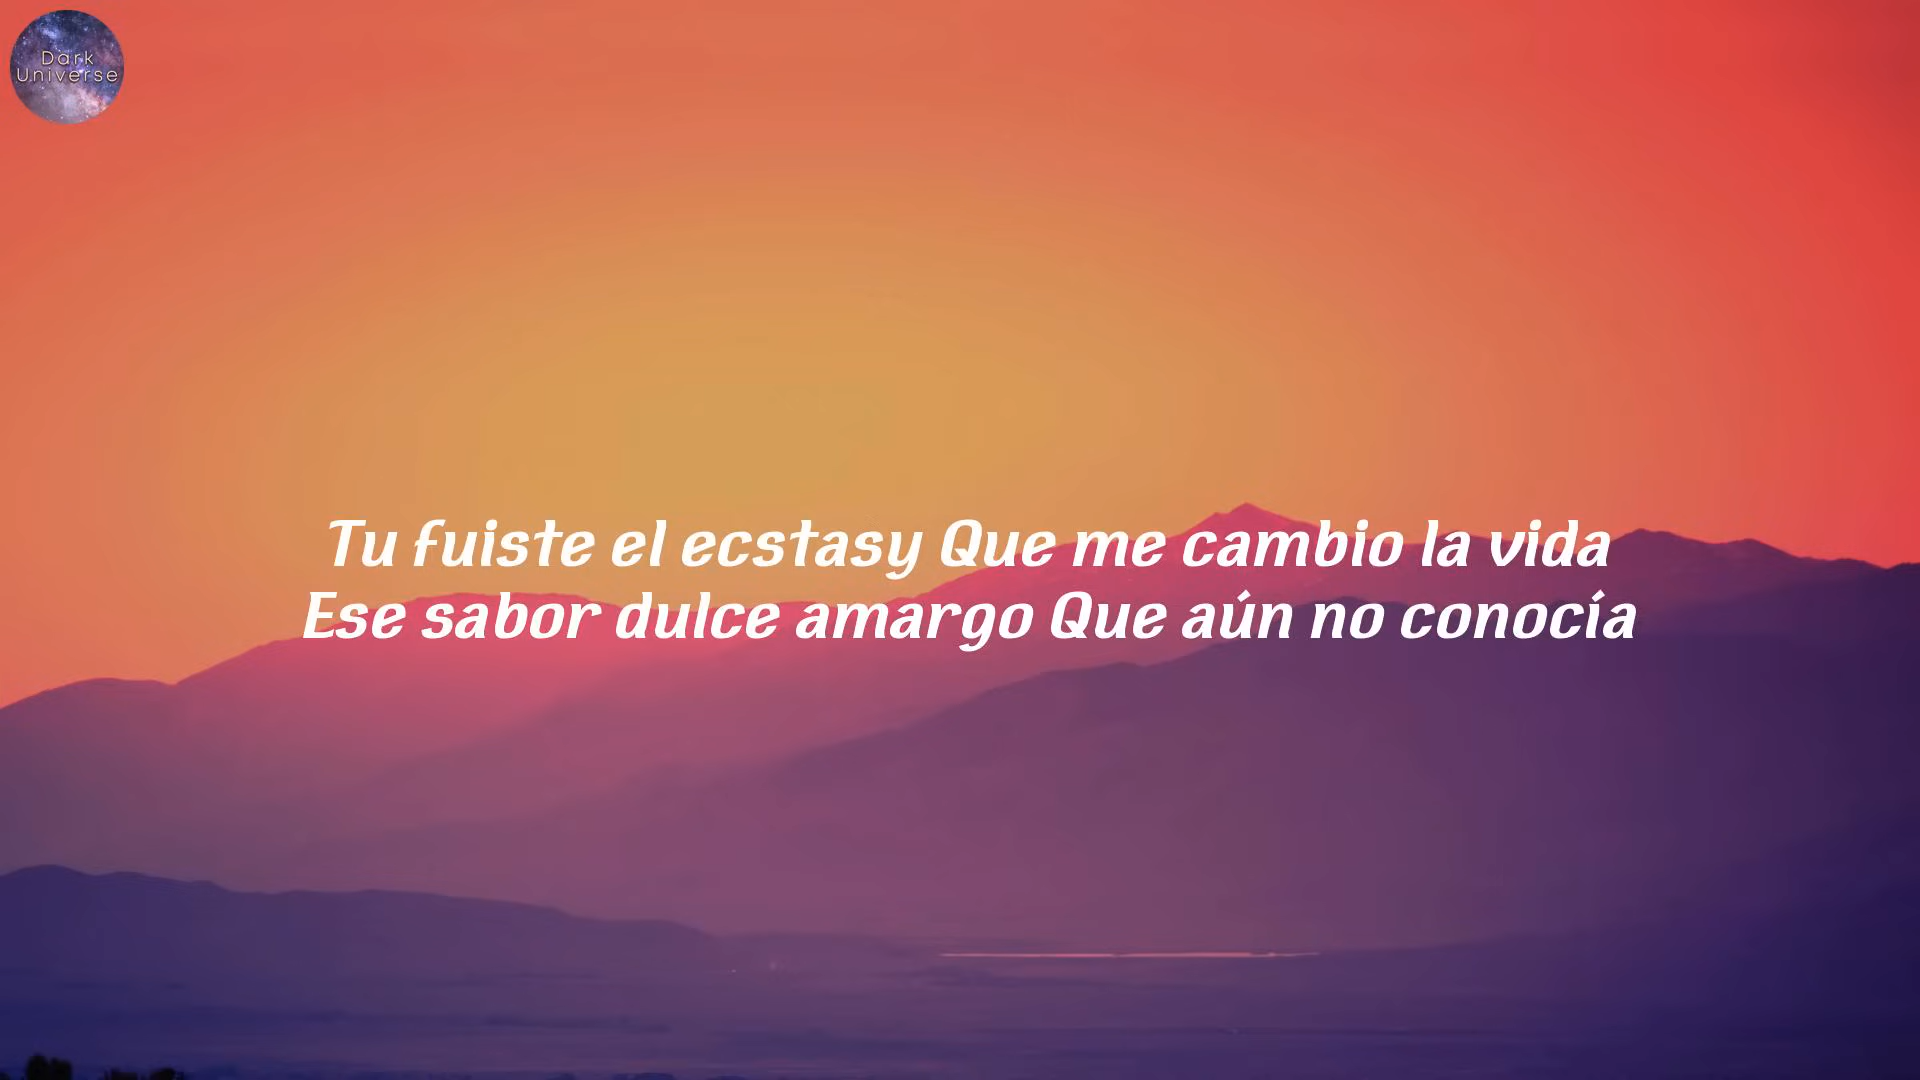 Dark
Universe
Tu fuiste el ecstasy Que me cambio la vida
Ese sabor dulce amargo Que aún no conocía